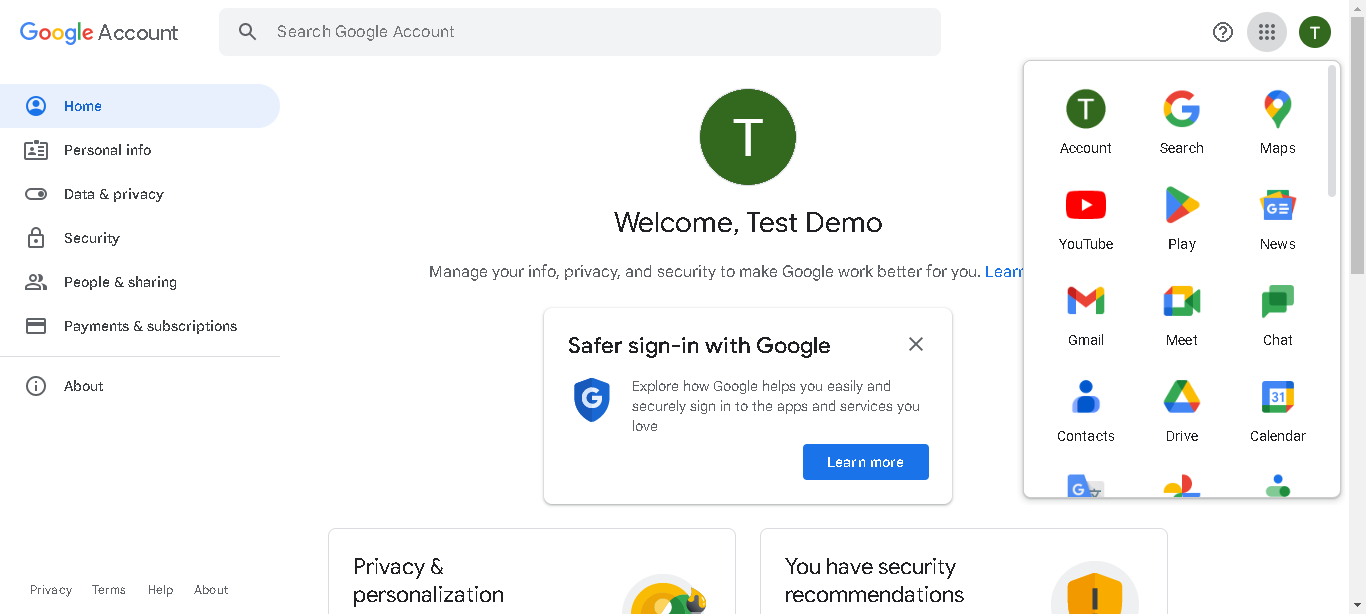 Google Account
Search Google Account
T
Home
Personal info
Data & privacy
Security
People & sharing
Payments & subscriptions
About
Privacy
Terms
Help
About
T
Welcome, Test Demo
Manage your info, privacy, and security to make Google work better for you. Learn
Safer sign-in with Google
G
Explore how Google helps you easily and
securely sign in to the apps and services you
love
Learn more
Privacy &
personalization
You have security
recommendations
T
Account
G
Search
Maps
YouTube
Play
GE
News
Gmail
Meet
Chat
Contacts
Drive
31
Calendar
G